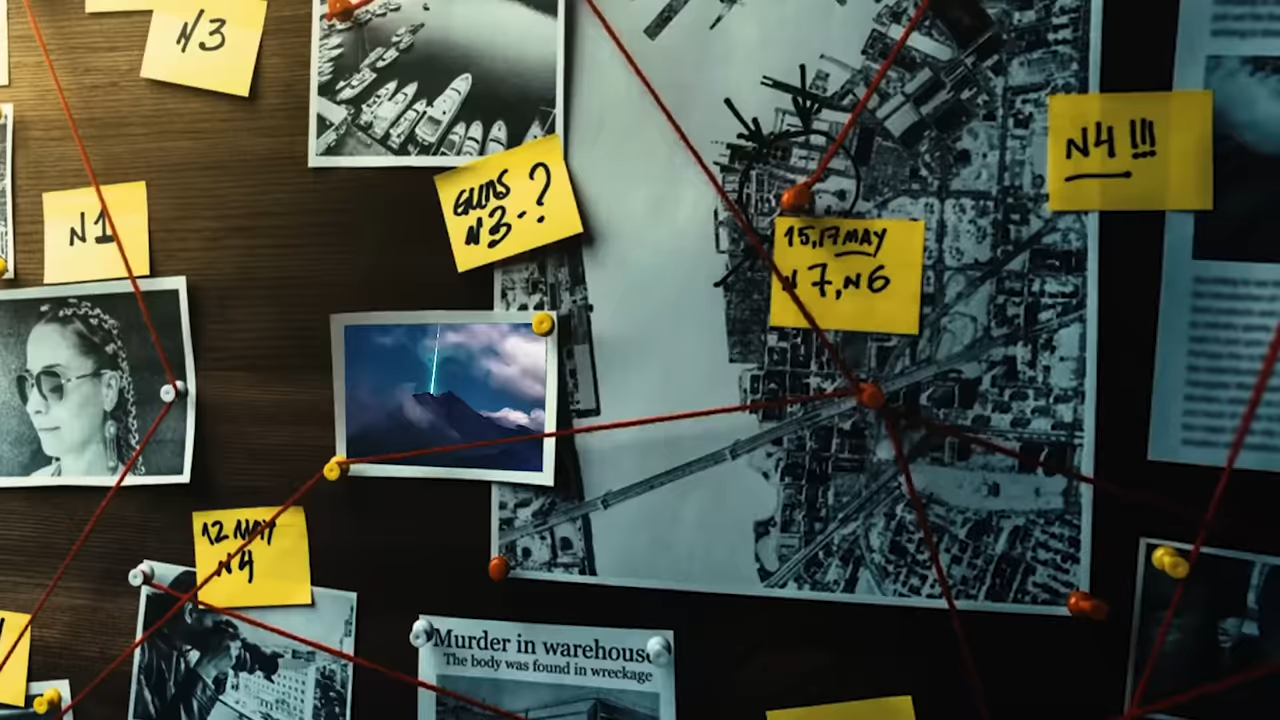 N3
N1
GUNS
N3-?
15,17 MAY
N7, N6
N4 !!!
12 MAY
N4
Murder in warehouse
The body was found in wreckage